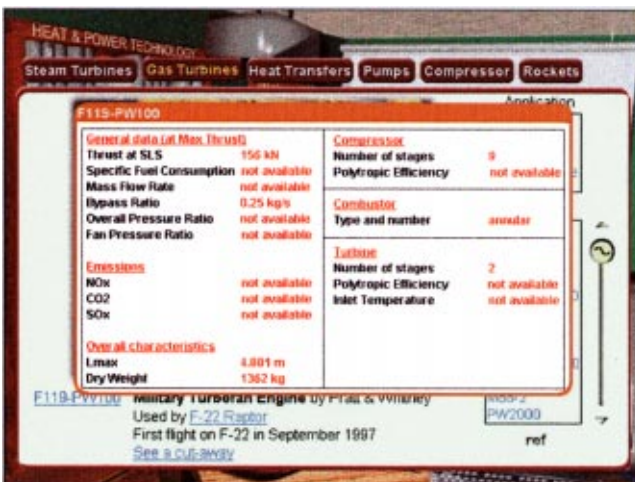 HEAT & POWER TECHNOLOGY
Steam Turbines Gas Turbines Heat Transfers Pumps Compressor Rockets
Application
F119-PW100
General data (at Max Thrust)
Thrust at SLS 156 kN
Specific Fuel Consumption not available
Mass Flow Rate not available
Bypass Ratio 0.25 kg/s
Overall Pressure Ratio not available
Fan Pressure Ratio not available
Emissions
NOx not available
CO2 not available
SOx not available
Overall characteristics
Lmax 4.801 m
Dry Weight 1362 kg
Compressor
Number of stages 9
Polytropic Efficiency not available
Combustor
Type and number annular
Turbine
Number of stages 2
Polytropic Efficiency not available
Inlet Temperature not available
F119-PW100 Military Turbofan Engine by Pratt & Whitney
Used by F-22 Raptor
First flight on F-22 in September 1997
See a cut-away
PW2000
ref